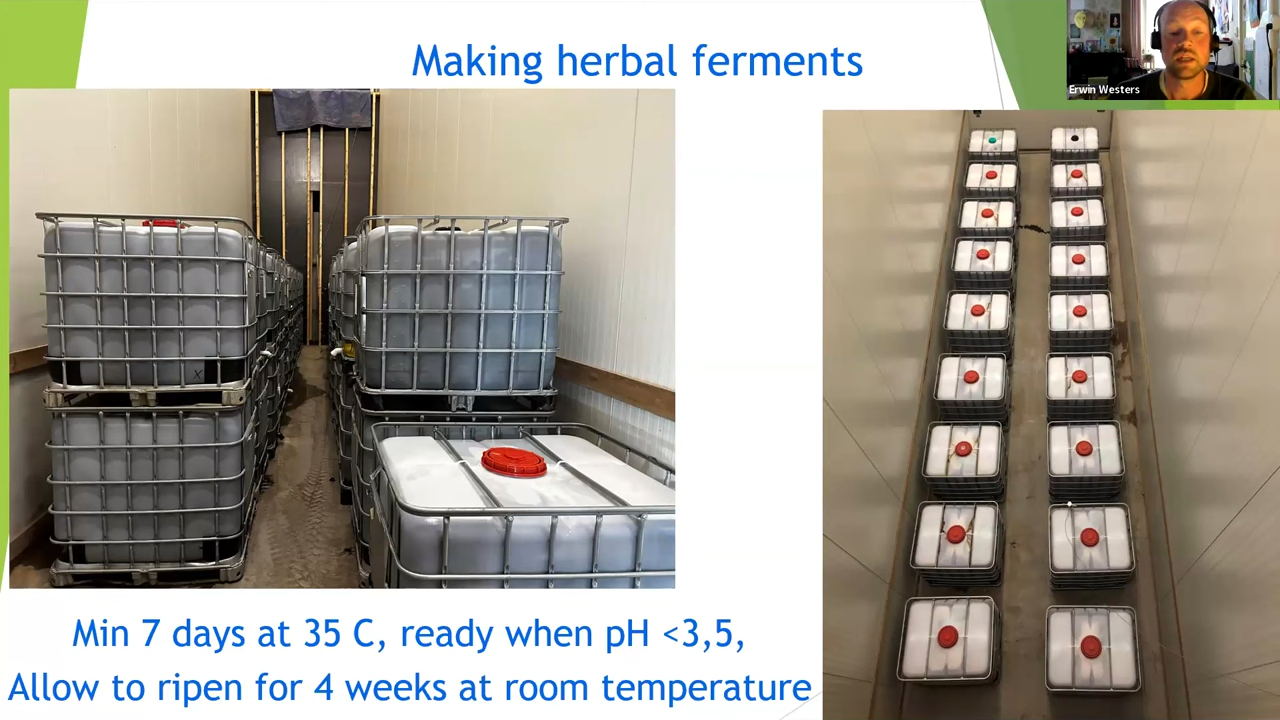 Making herbal ferments
Erwin Westers
X
Min 7 days at 35 C, ready when pH <3,5,
Allow to ripen for 4 weeks at room temperature